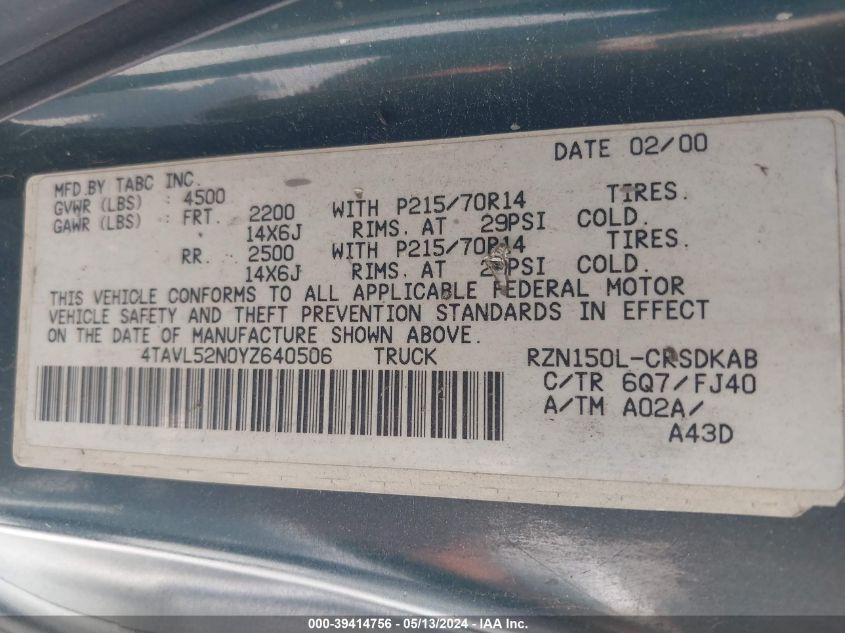 DATE 02/00
MFD.BY TABC INC.
GVWR (LBS) : 4500
GAWR (LBS) : FRT. 2200 WITH P215/70R14 TIRES.
14X6J RIMS. AT 29PSI COLD.
RR. 2500 WITH P215/70R14 TIRES.
14X6J RIMS. AT PSI COLD.
THIS VEHICLE CONFORMS TO ALL APPLICABLE FEDERAL MOTOR
VEHICLE SAFETY AND THEFT PREVENTION STANDARDS IN EFFECT
ON THE DATE OF MANUFACTURE SHOWN ABOVE.
4TAVL52N0YZ640506 TRUCK RZN150L-CRSDKAB
C/TR 6Q7/FJ40
A/TM A02A/
A43D
000-39414756 - 05/13/2024 - IAA Inc.